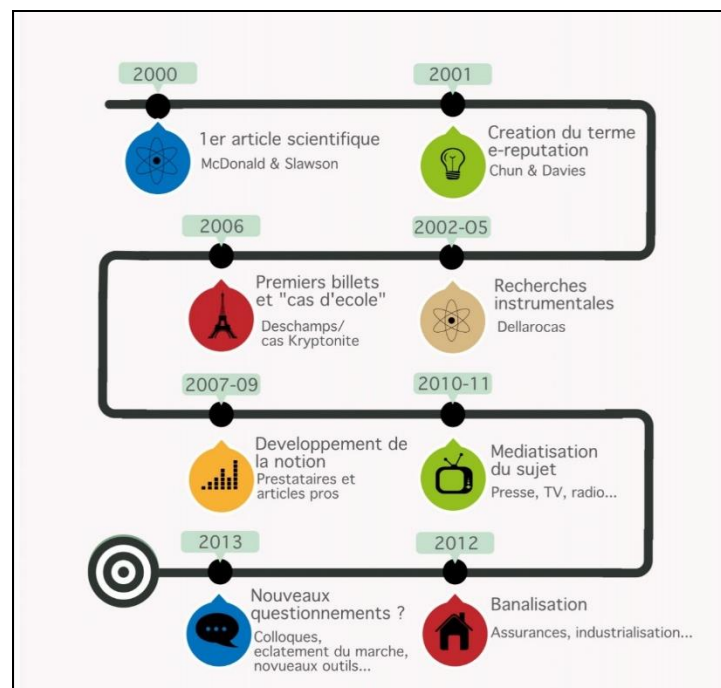 2000
1er article scientifique
McDonald & Slawson
2001
Creation du terme
e-reputation
Chun & Davies
2002-05
Recherches
instrumentales
Dellarocas
2006
Premiers billets
et "cas d'ecole"
Deschamps/
cas Kryptonite
2007-09
Developpement de
la notion
Prestataires et
articles pros
2010-11
Mediatisation
du sujet
Presse, TV, radio...
2012
Banalisation
Assurances, industrialisation...
2013
Nouveaux
questionnements ?
Colloques,
eclatement du marche,
novueaux outils...